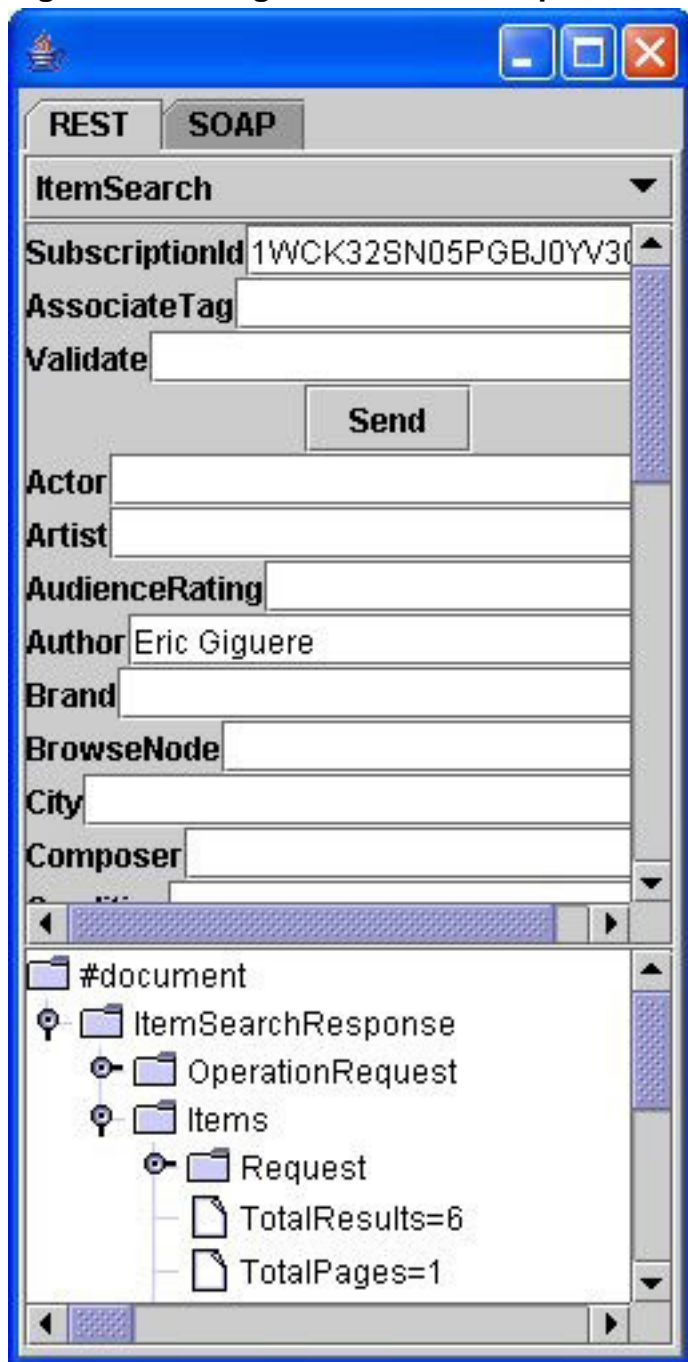 REST SOAP
ItemSearch
SubscriptionId 1WCK32SN05PGBJ0YV30
AssociateTag
Validate
Send
Actor
Artist
AudienceRating
Author Eric Giguere
Brand
BrowseNode
City
Composer
#document
ItemSearchResponse
OperationRequest
Items
Request
TotalResults=6
TotalPages=1